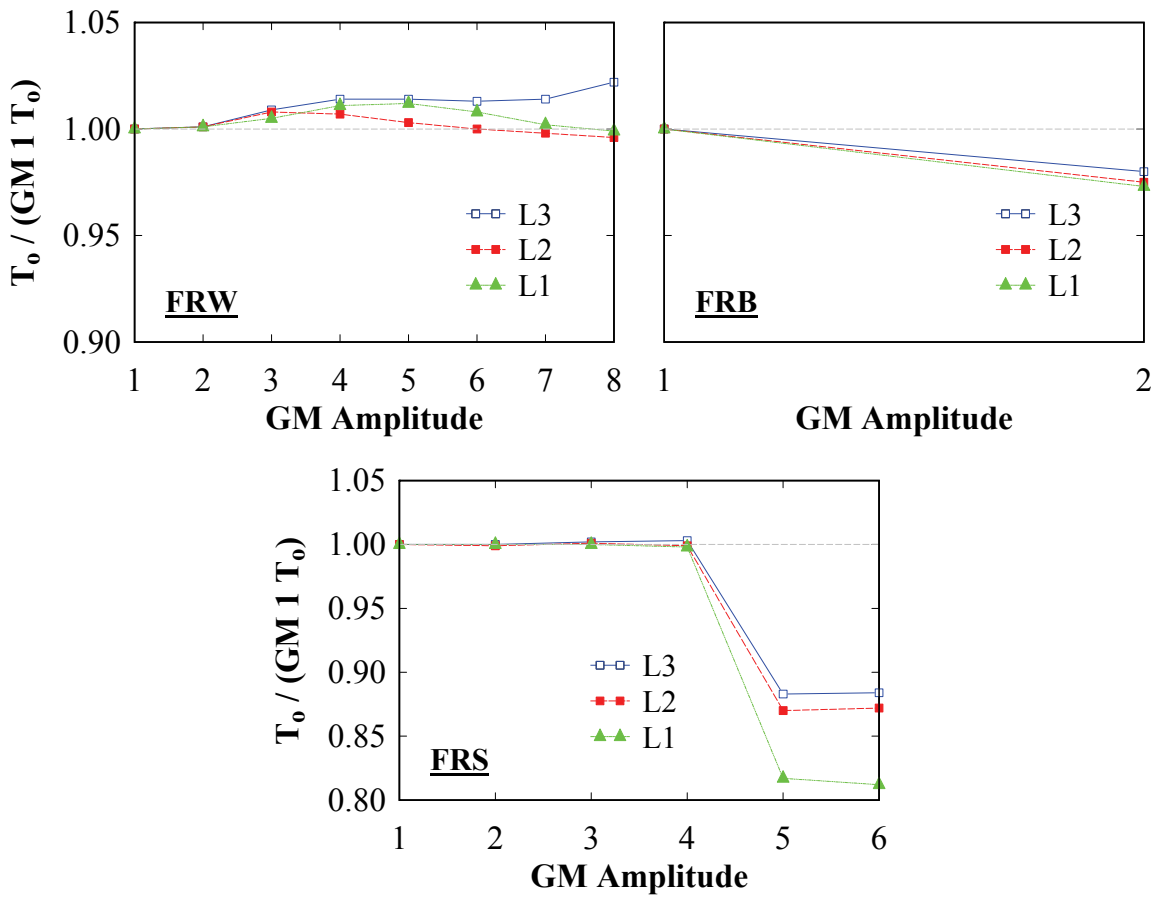 T₀ / (GM 1 T₀)
1.05
1.00
0.95
0.90
L3
L2
L1
FRW
1 2 3 4 5 6 7 8
GM Amplitude
L3
L2
L1
FRB
1 2
GM Amplitude
T₀ / (GM 1 T₀)
1.05
1.00
0.95
0.90
0.85
0.80
L3
L2
L1
FRS
1 2 3 4 5 6
GM Amplitude